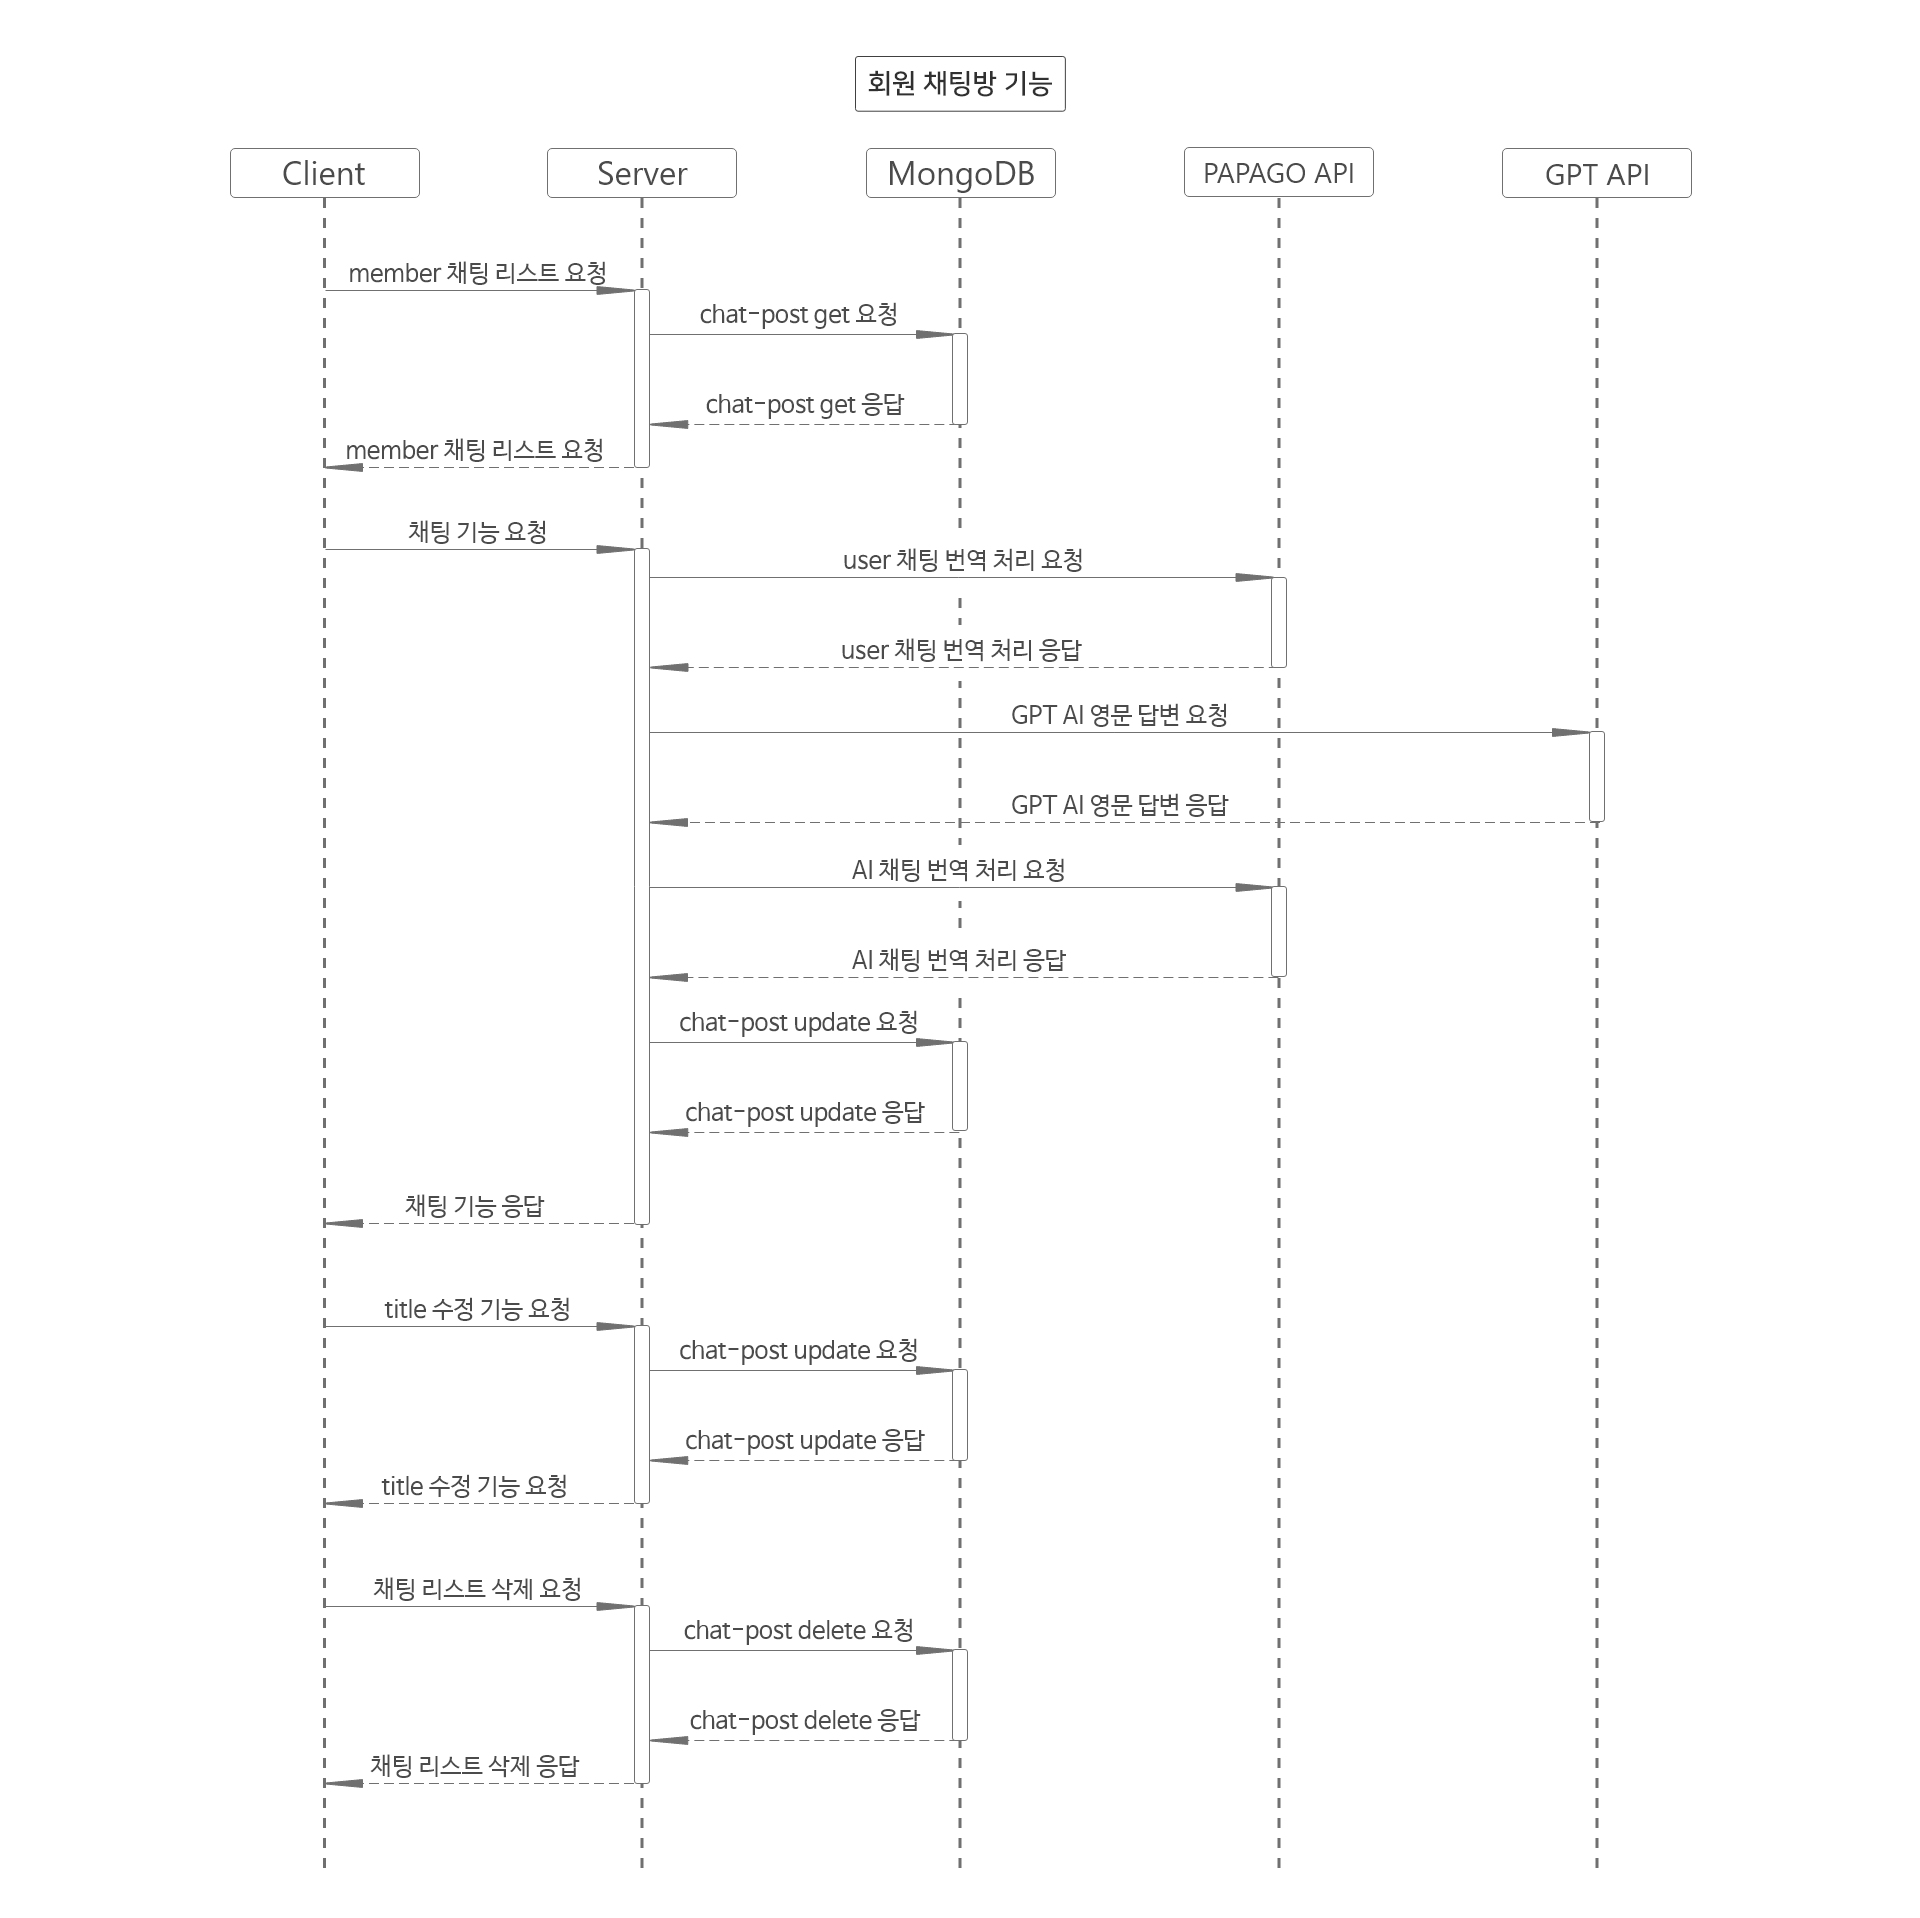 회원 채팅방 기능
Client
Server
MongoDB
PAPAGO API
GPT API
member 채팅 리스트 요청
chat-post get 요청
chat-post get 응답
member 채팅 리스트 요청
채팅 기능 요청
user 채팅 번역 처리 요청
user 채팅 번역 처리 응답
GPT AI 영문 답변 요청
GPT AI 영문 답변 응답
AI 채팅 번역 처리 요청
AI 채팅 번역 처리 응답
chat-post update 요청
chat-post update 응답
채팅 기능 응답
title 수정 기능 요청
chat-post update 요청
chat-post update 응답
title 수정 기능 요청
채팅 리스트 삭제 요청
chat-post delete 요청
chat-post delete 응답
채팅 리스트 삭제 응답